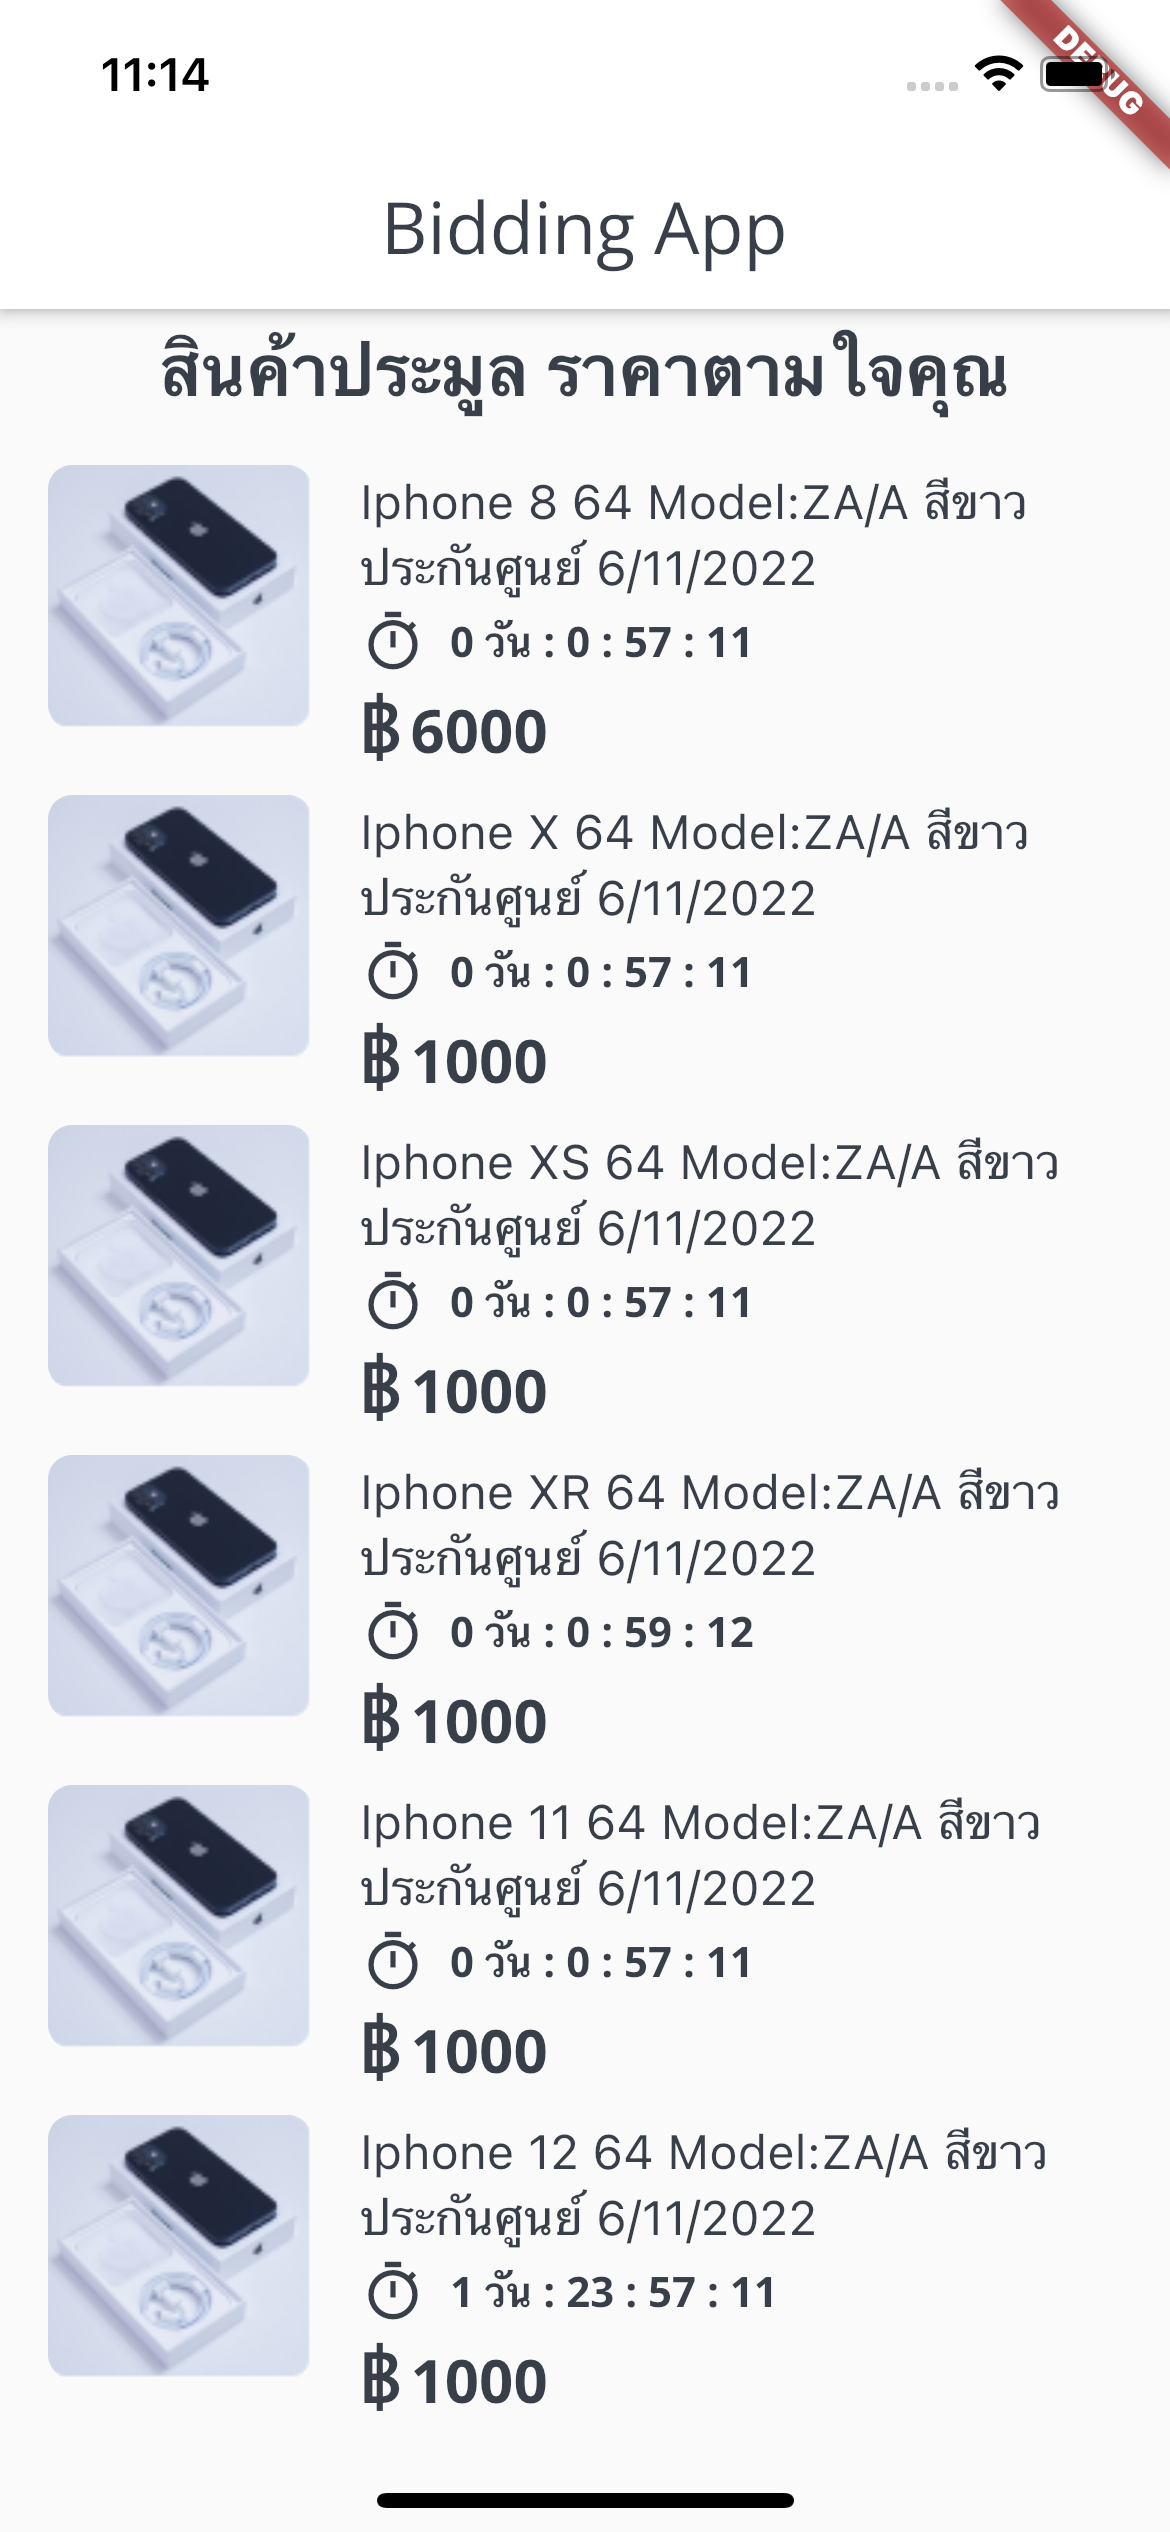 11:14
DEBUG
Bidding App
สินค้าประมูล ราคาตามใจคุณ
Iphone 8 64 Model:ZA/A สีขาว
ประกันศูนย์ 6/11/2022
0 วัน : 0 : 57 : 11
฿ 6000
Iphone X 64 Model:ZA/A สีขาว
ประกันศูนย์ 6/11/2022
0 วัน : 0 : 57 : 11
฿ 1000
Iphone XS 64 Model:ZA/A สีขาว
ประกันศูนย์ 6/11/2022
0 วัน : 0 : 57 : 11
฿ 1000
Iphone XR 64 Model:ZA/A สีขาว
ประกันศูนย์ 6/11/2022
0 วัน : 0 : 59 : 12
฿ 1000
Iphone 11 64 Model:ZA/A สีขาว
ประกันศูนย์ 6/11/2022
0 วัน : 0 : 57 : 11
฿ 1000
Iphone 12 64 Model:ZA/A สีขาว
ประกันศูนย์ 6/11/2022
1 วัน : 23 : 57 : 11
฿ 1000